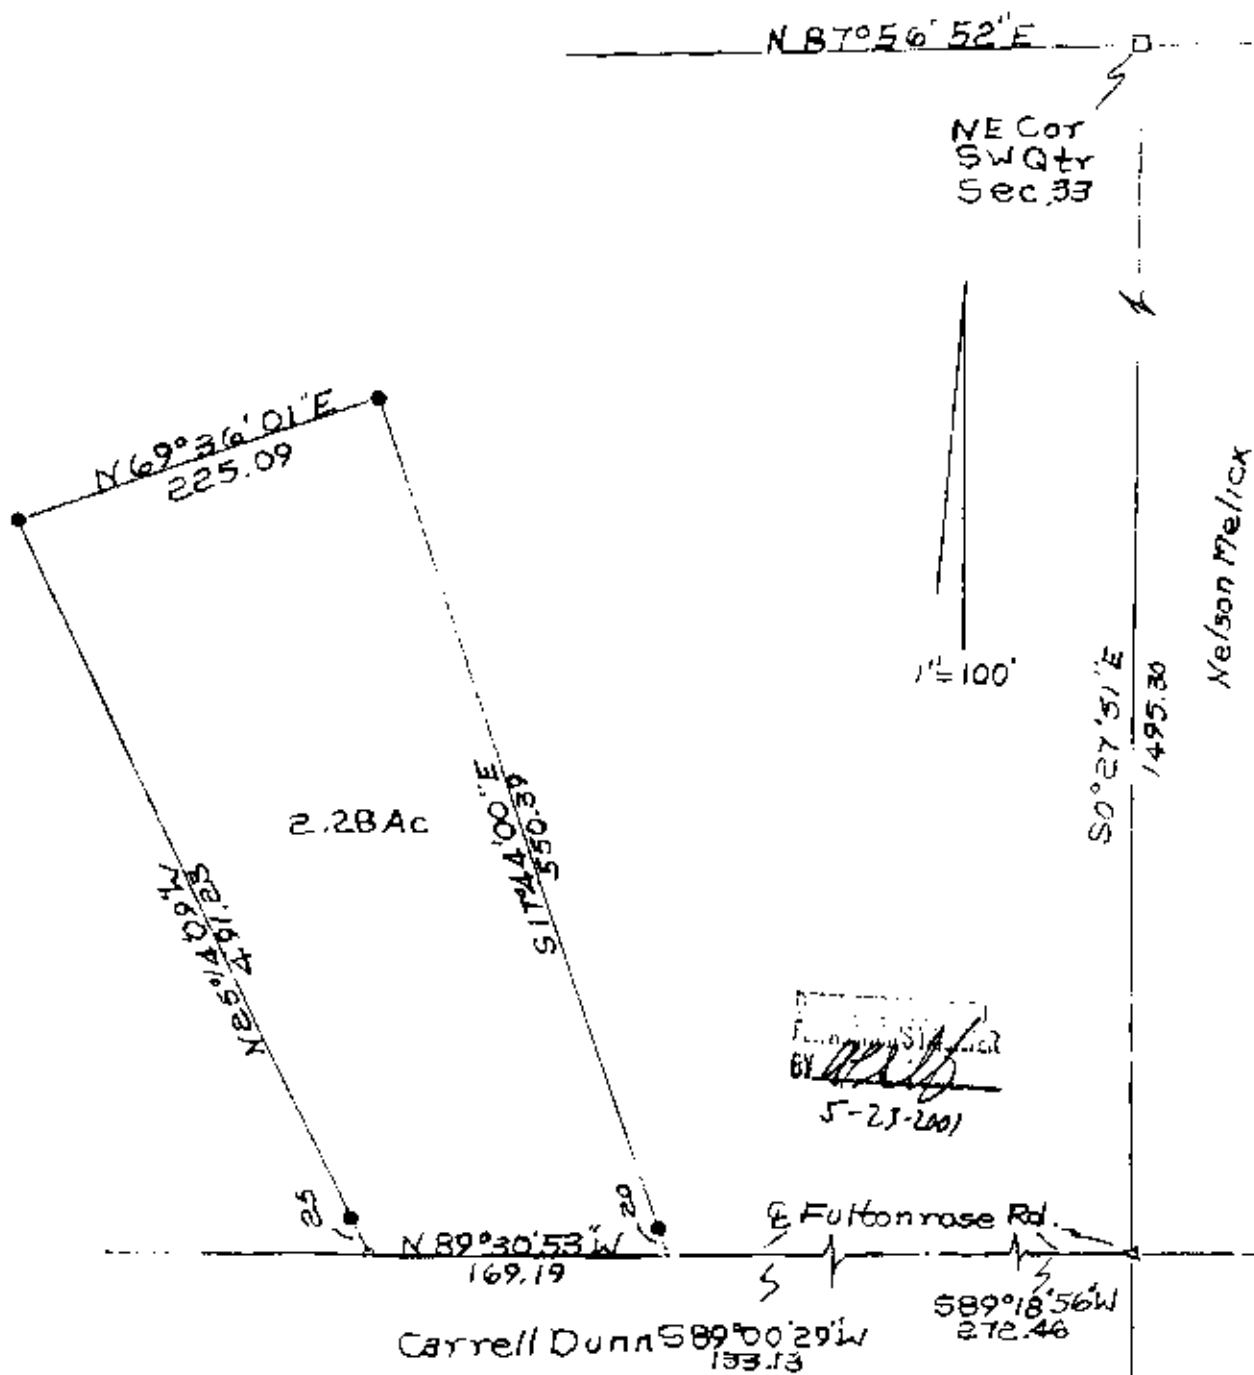 N 87°56'52"E
NE Cor
SW Qtr
Sec. 33
N 69°36'01"E
225.09
1"=100'
Nelson Melick
S0°27'51"E
1495.30
2.28 Ac
S17°44'00"E
550.39
N25°14'09"W
491.23
BY
5-23-2001
25
20
℄ Fultonrose Rd.
N 89°30'53"W
169.19
S89°18'56"W
272.46
Carrell Dunn S89°00'29"W
133.13